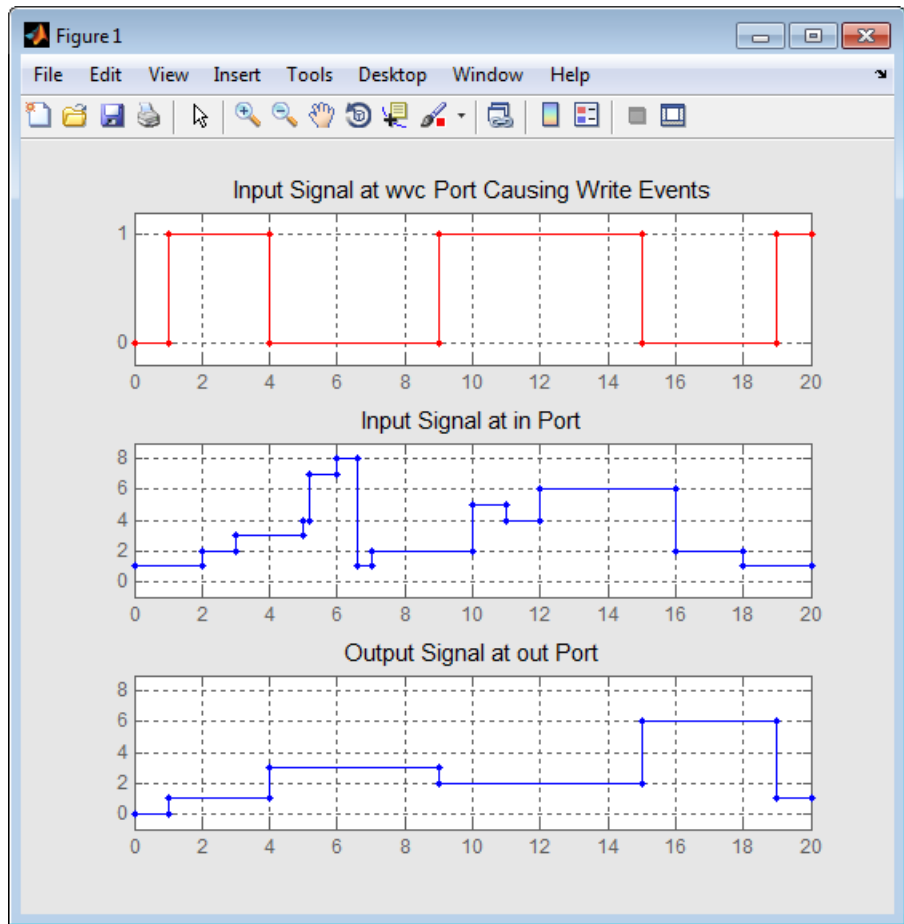 Figure 1
File Edit View Insert Tools Desktop Window Help
Input Signal at wvc Port Causing Write Events
1
0
0 2 4 6 8 10 12 14 16 18 20
Input Signal at in Port
8
6
4
2
0
0 2 4 6 8 10 12 14 16 18 20
Output Signal at out Port
8
6
4
2
0
0 2 4 6 8 10 12 14 16 18 20